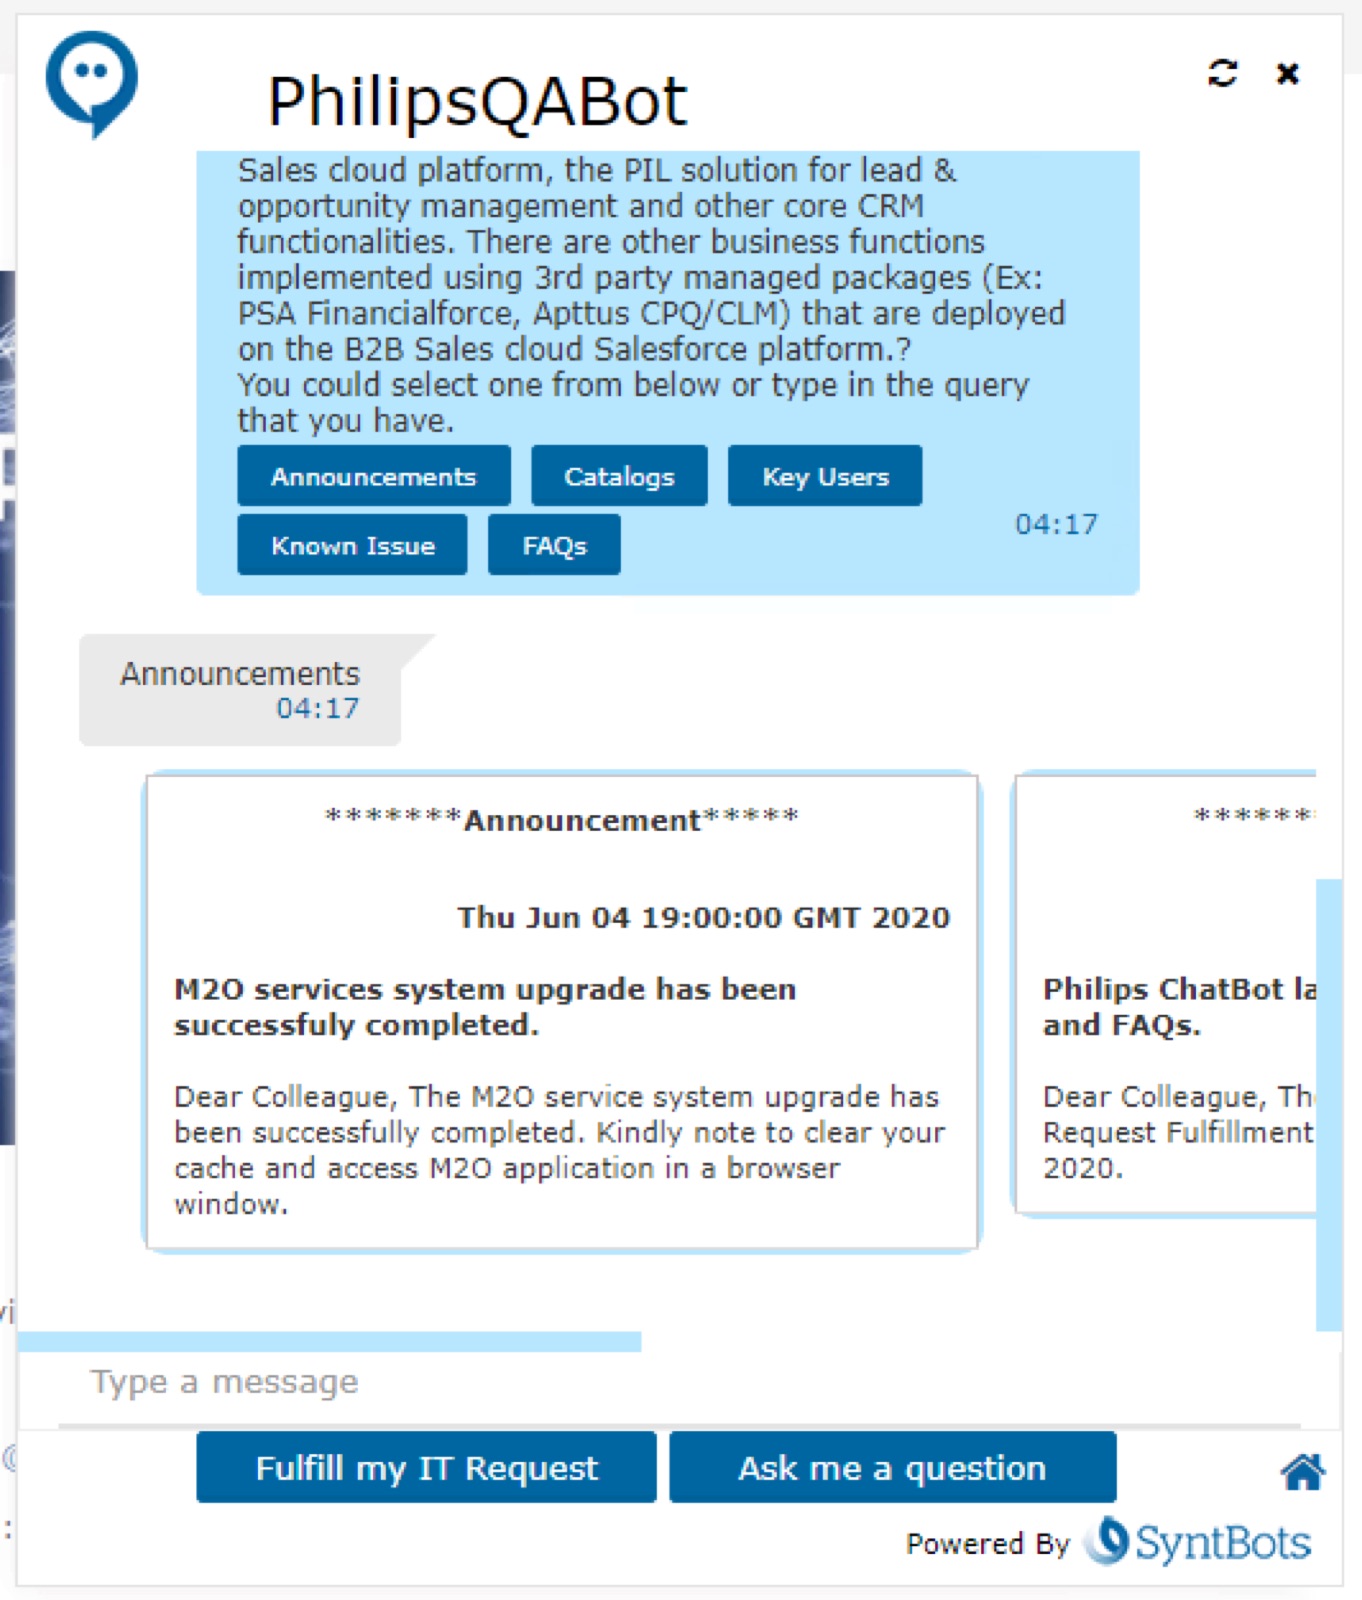 PhilipsQABot
Sales cloud platform, the PIL solution for lead &
opportunity management and other core CRM
functionalities. There are other business functions
implemented using 3rd party managed packages (Ex:
PSA Financialforce, Apttus CPQ/CLM) that are deployed
on the B2B Sales cloud Salesforce platform.?
You could select one from below or type in the query
that you have.
Announcements Catalogs Key Users
04:17
Known Issue FAQs
Announcements
04:17
*******Announcement*****
Thu Jun 04 19:00:00 GMT 2020
M2O services system upgrade has been
successfuly completed.
Dear Colleague, The M2O service system upgrade has
been successfully completed. Kindly note to clear your
cache and access M2O application in a browser
window.
*******
Philips ChatBot la
and FAQs.
Dear Colleague, Th
Request Fulfillment
2020.
Type a message
Fulfill my IT Request Ask me a question
Powered By SyntBots